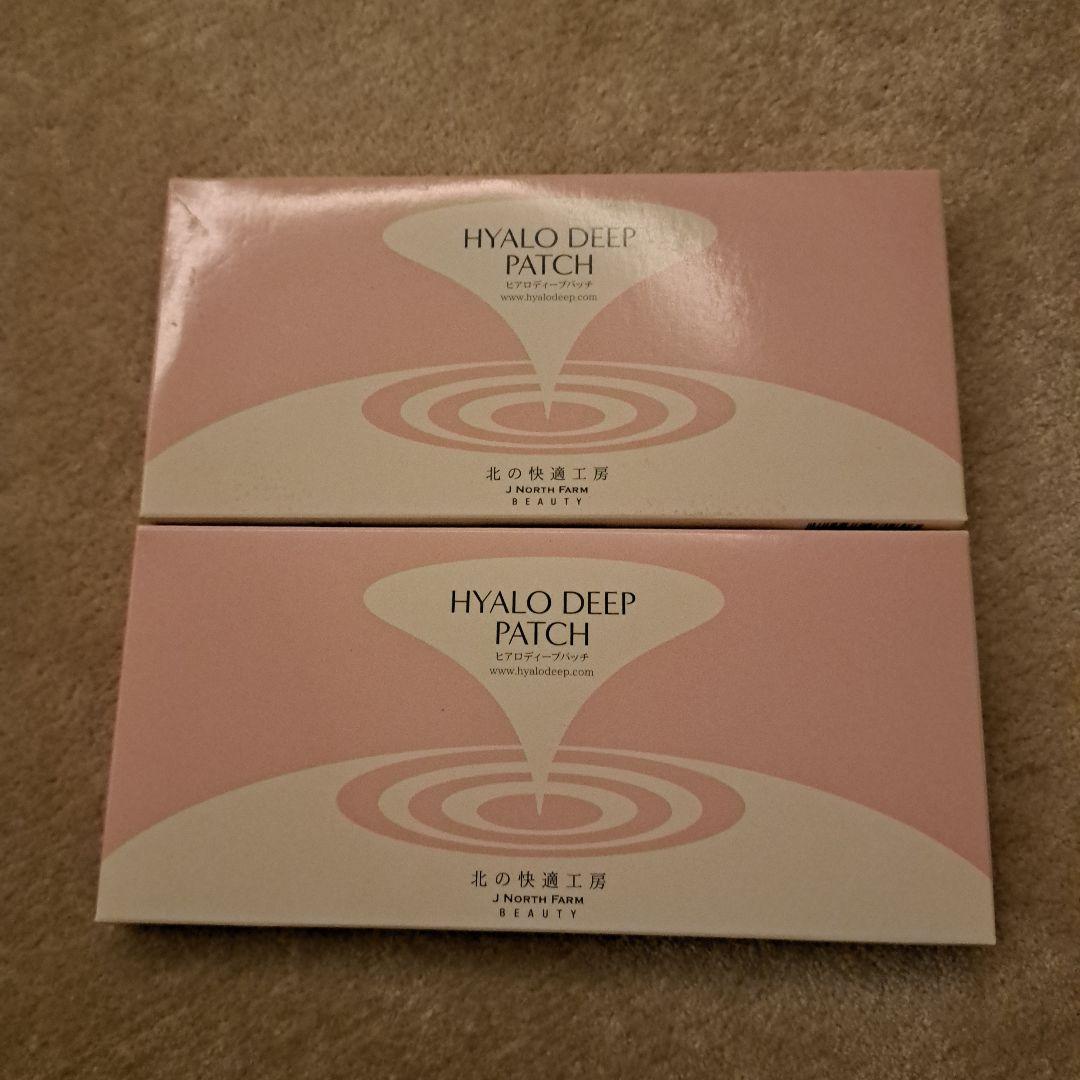 HYALO DEEP
PATCH
ヒアロディープパッチ
www.hyalodeep.com
北の快適工房
J NORTH FARM
BEAUTY
HYALO DEEP
PATCH
ヒアロディープパッチ
www.hyalodeep.com
北の快適工房
J NORTH FARM
BEAUTY